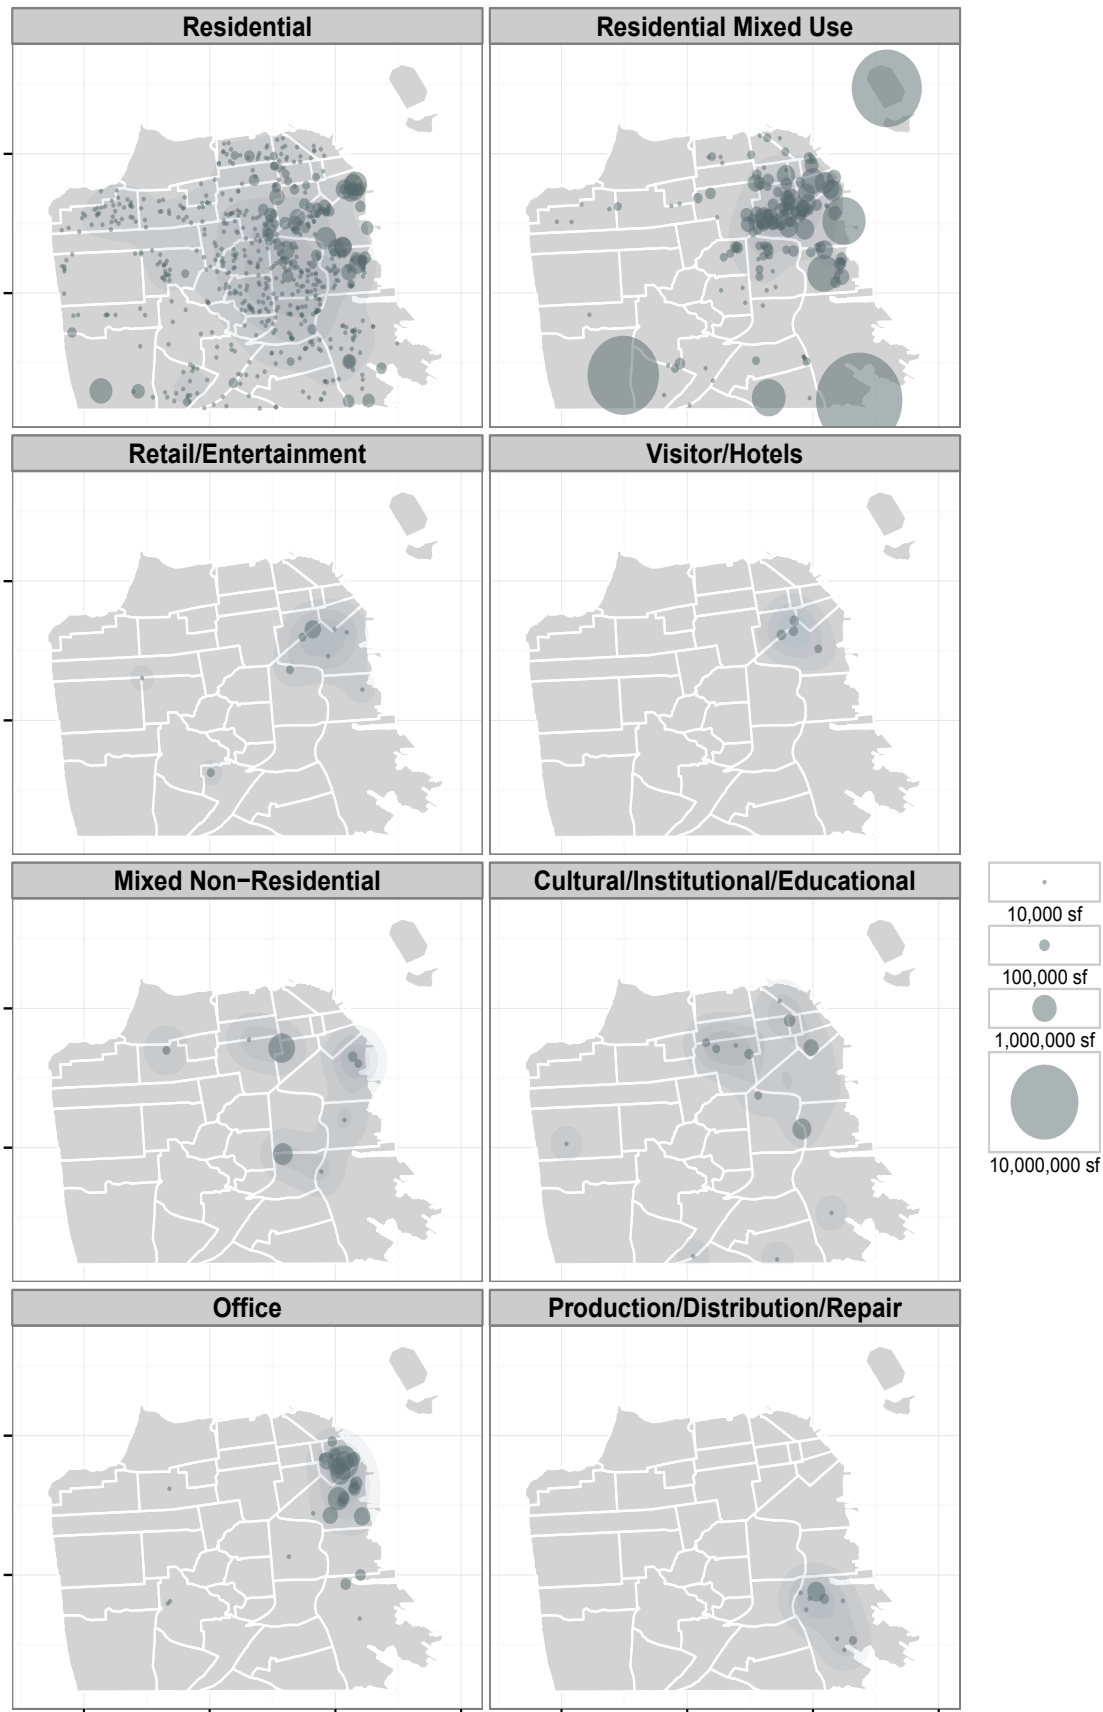 Residential
Residential Mixed Use
Retail/Entertainment
Visitor/Hotels
Mixed Non−Residential
Cultural/Institutional/Educational
10,000 sf
100,000 sf
1,000,000 sf
10,000,000 sf
Office
Production/Distribution/Repair